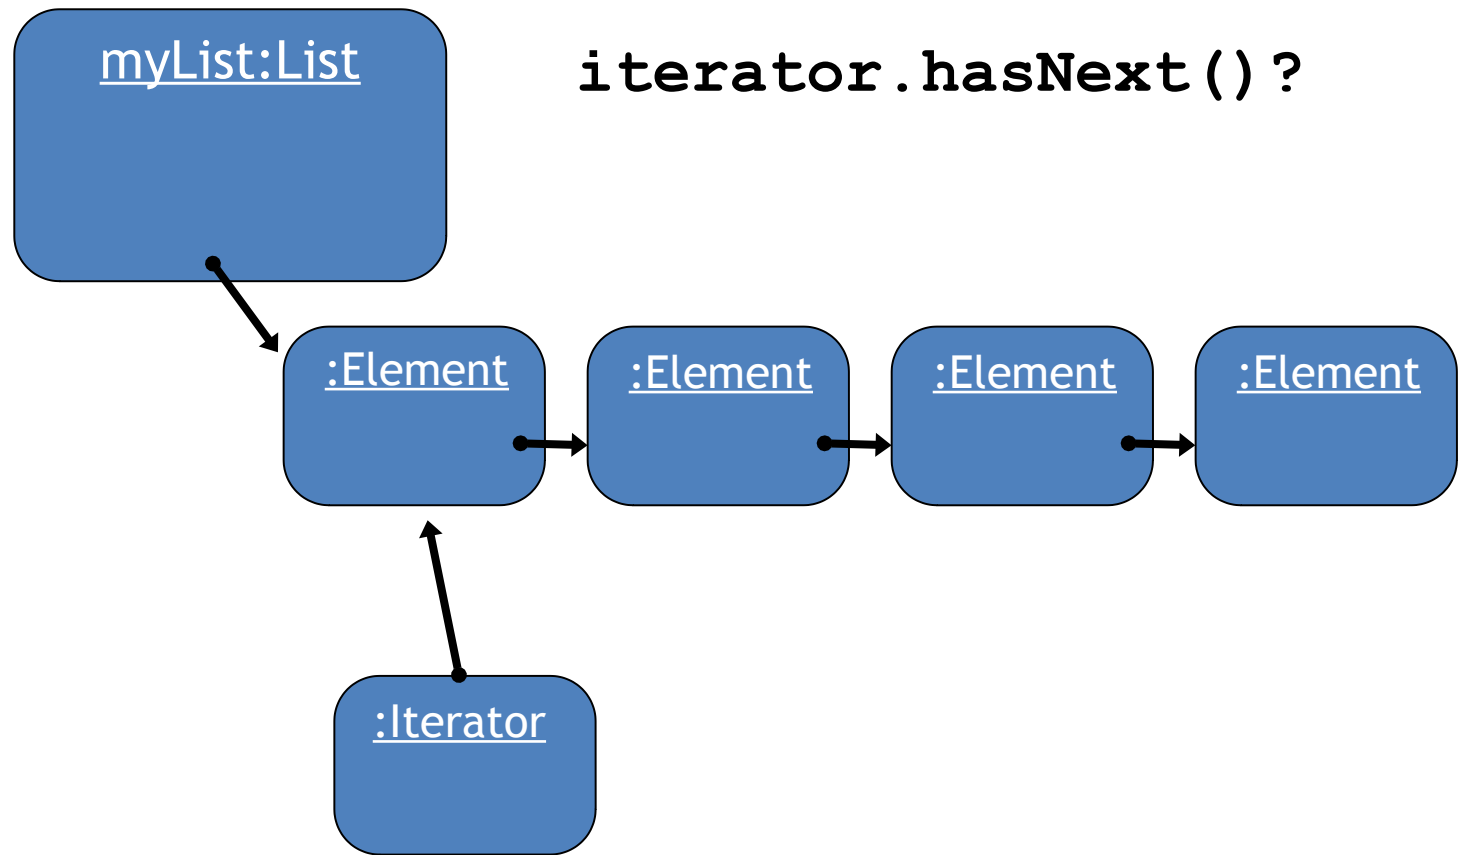 myList:List
iterator.hasNext()?
:Element
:Element
:Element
:Element
:Iterator